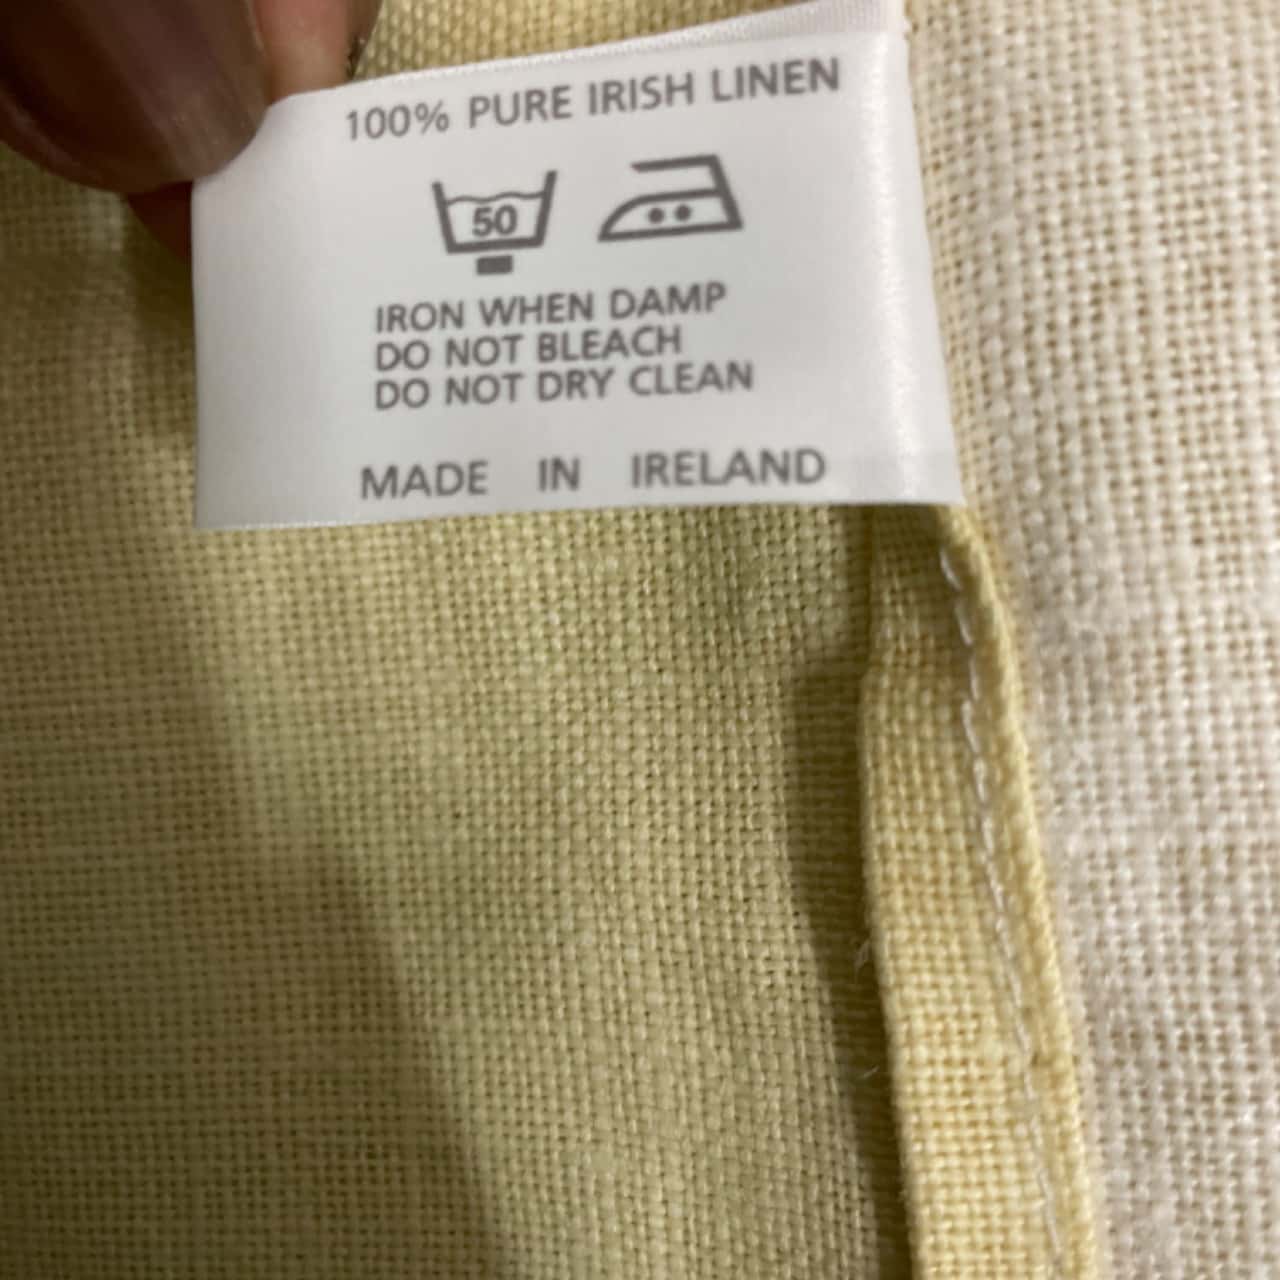 100% PURE IRISH LINEN
50
IRON WHEN DAMP
DO NOT BLEACH
DO NOT DRY CLEAN
MADE IN IRELAND